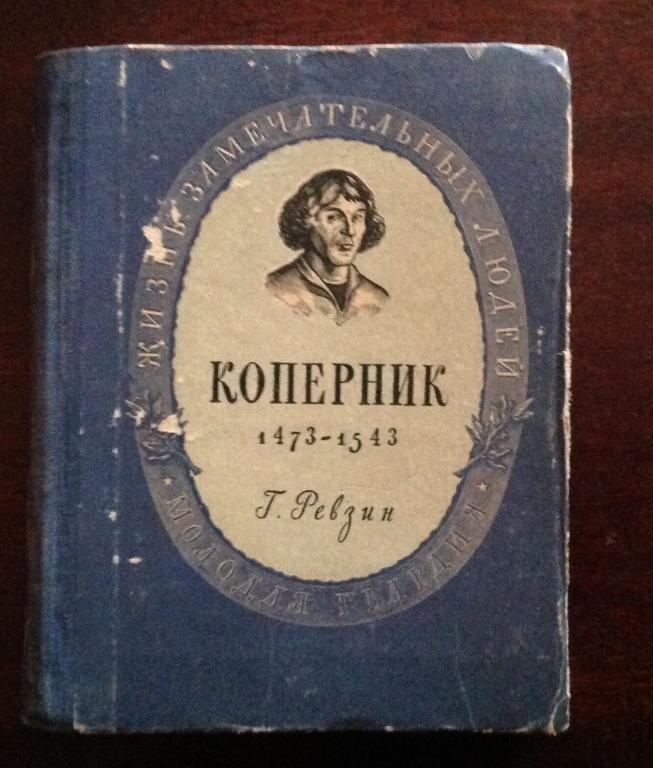 ЖИЗНЬ ЗАМЕЧАТЕЛЬНЫХ ЛЮДЕЙ
КОПЕРНИК
1473-1543
Г. Ревзин
МОЛОДАЯ ГВАРДИЯ